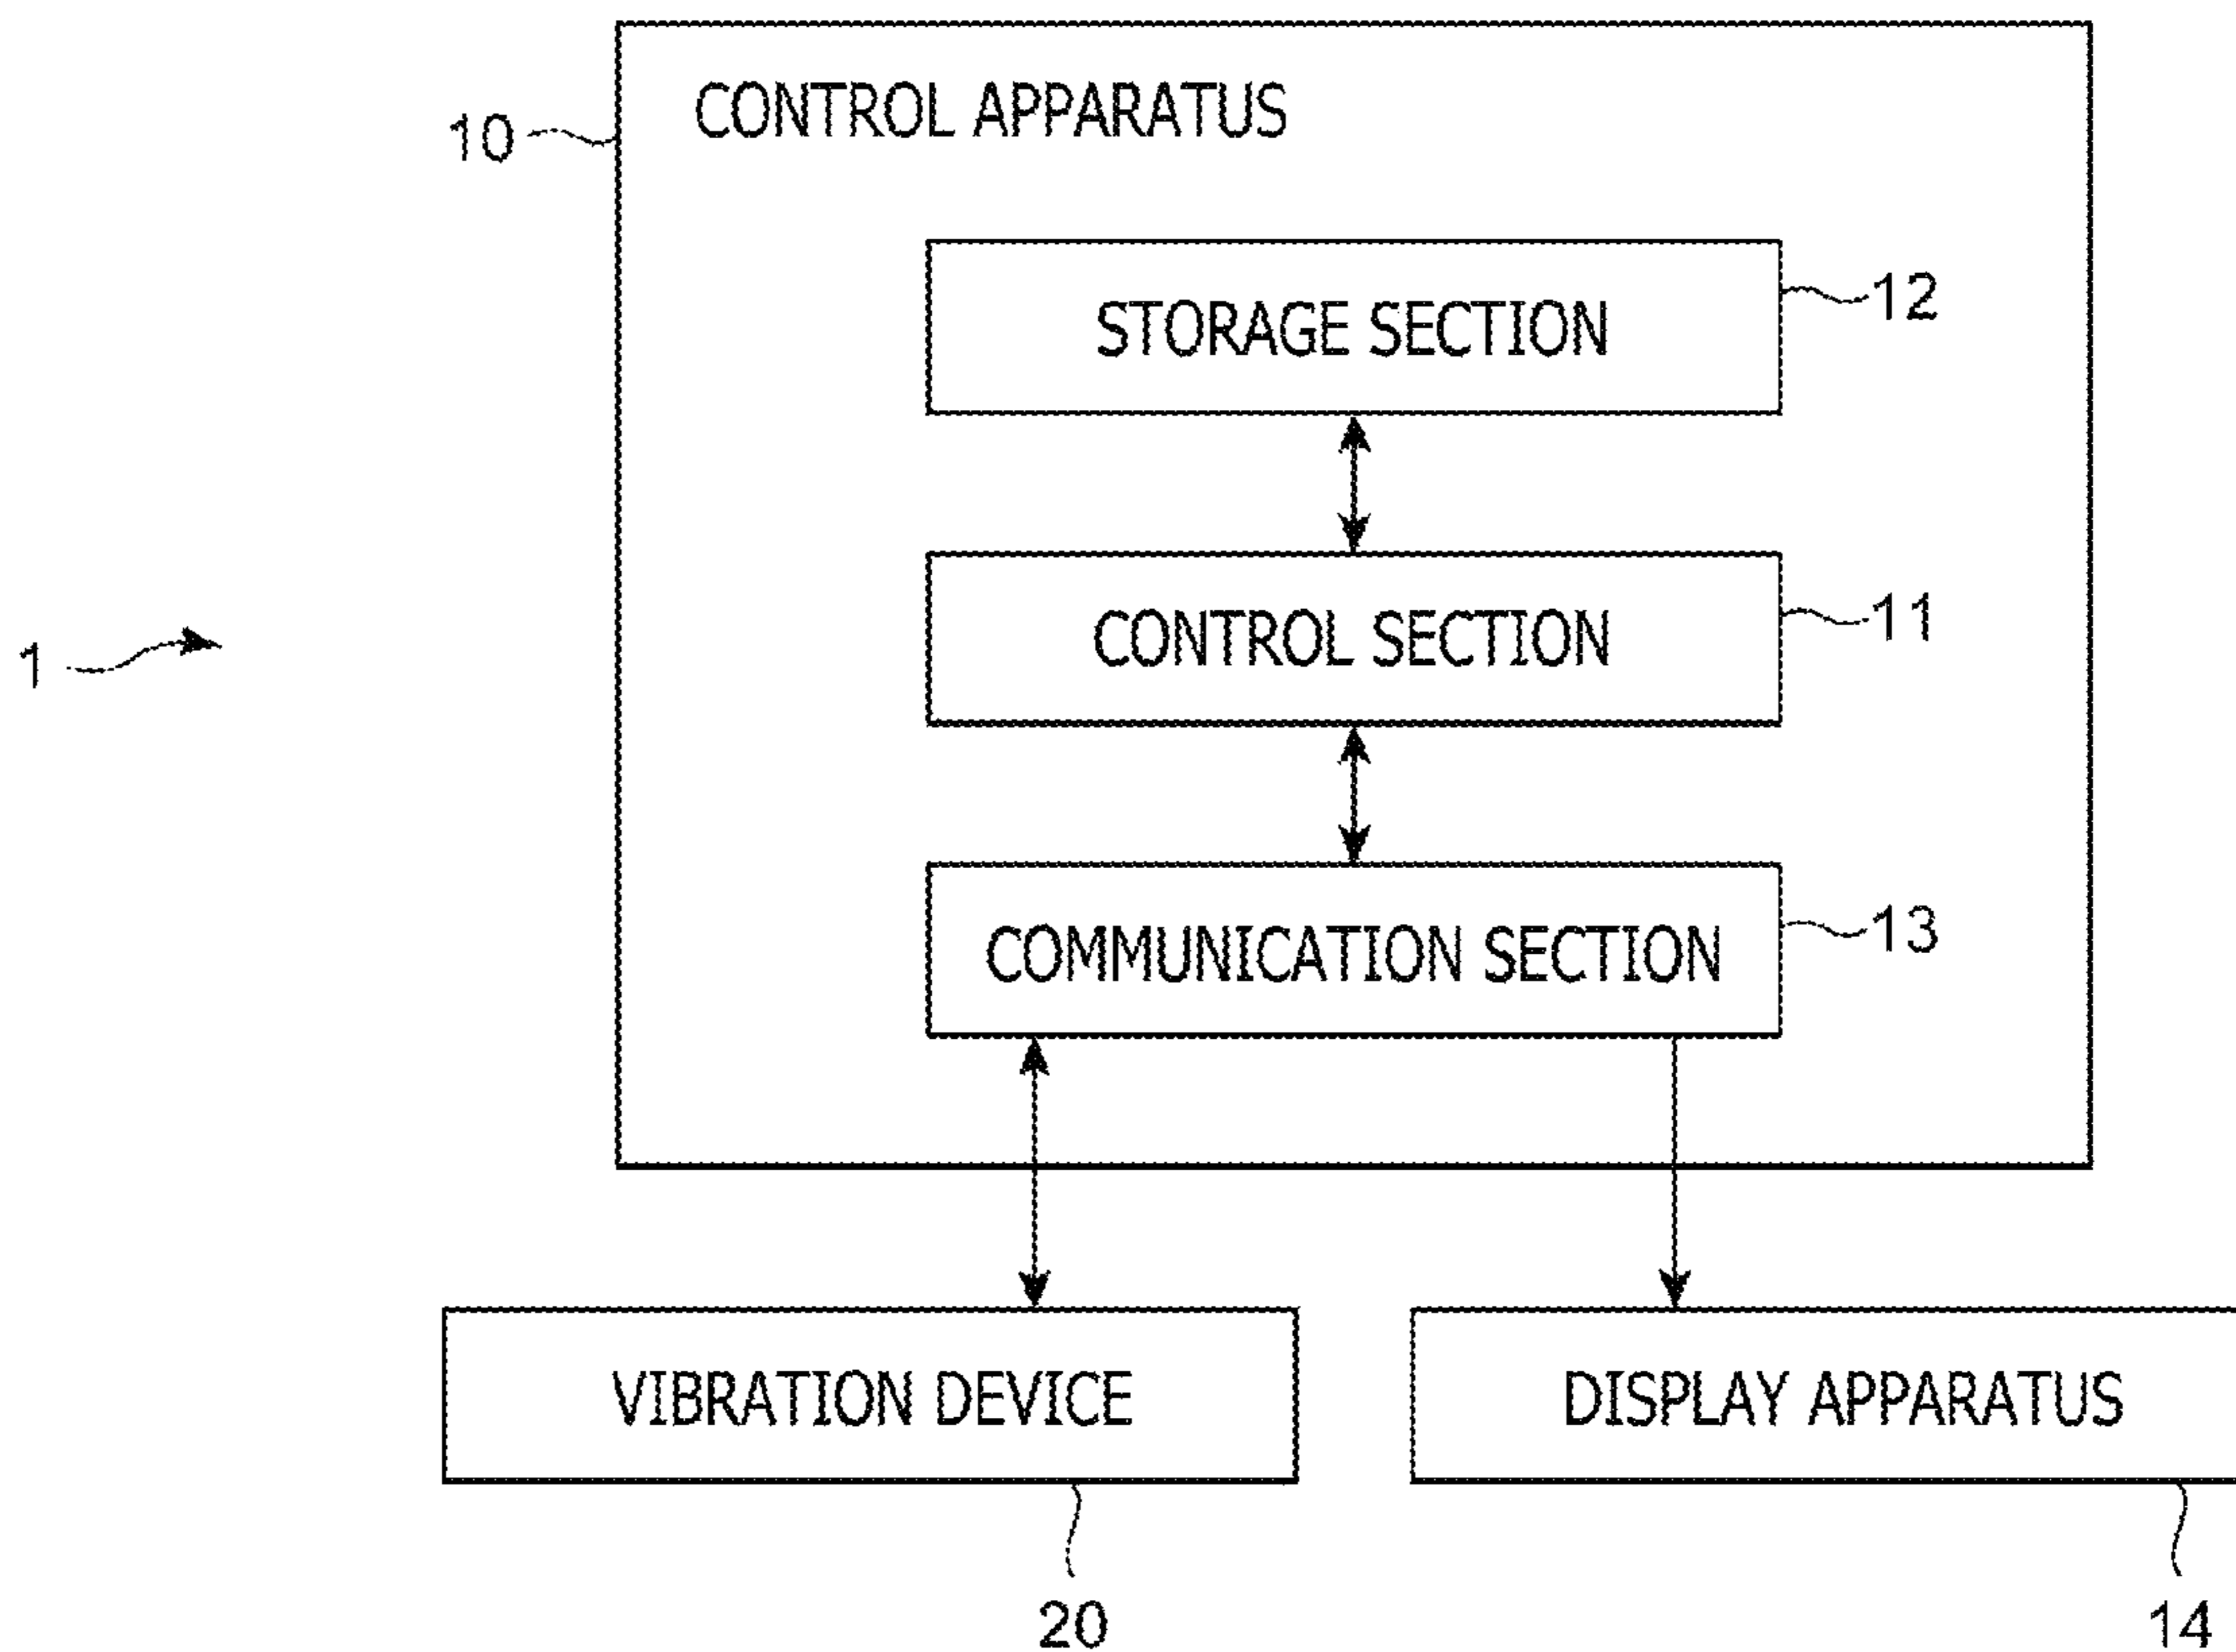 CONTROL APPARATUS
10
STORAGE SECTION
12
CONTROL SECTION
11
1
COMMUNICATION SECTION
13
VIBRATION DEVICE
DISPLAY APPARATUS
20
14